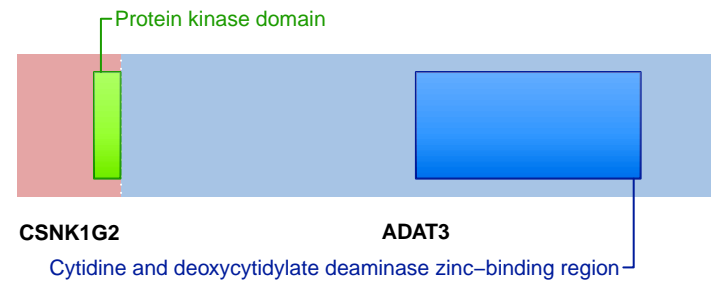 Protein kinase domain
CSNK1G2 ADAT3
Cytidine and deoxycytidylate deaminase zinc−binding region